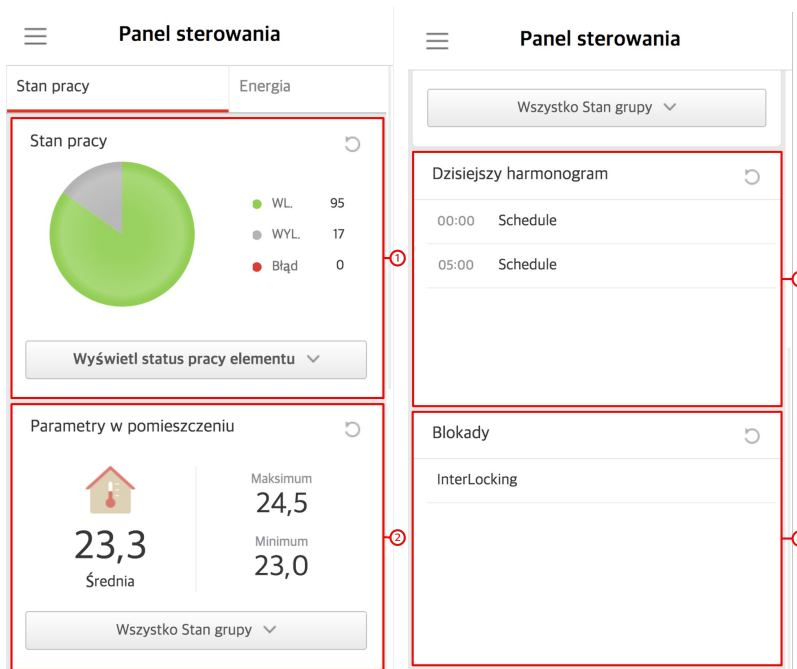 Panel sterowania
Stan pracy
Energia
Stan pracy
WL. 95
WYL. 17
Błąd 0
1
Wyświetl status pracy elementu
Parametry w pomieszczeniu
23,3
Średnia
Maksimum
24,5
Minimum
23,0
2
Wszystko Stan grupy
Panel sterowania
Wszystko Stan grupy
Dzisiejszy harmonogram
00:00 Schedule
05:00 Schedule
Blokady
InterLocking